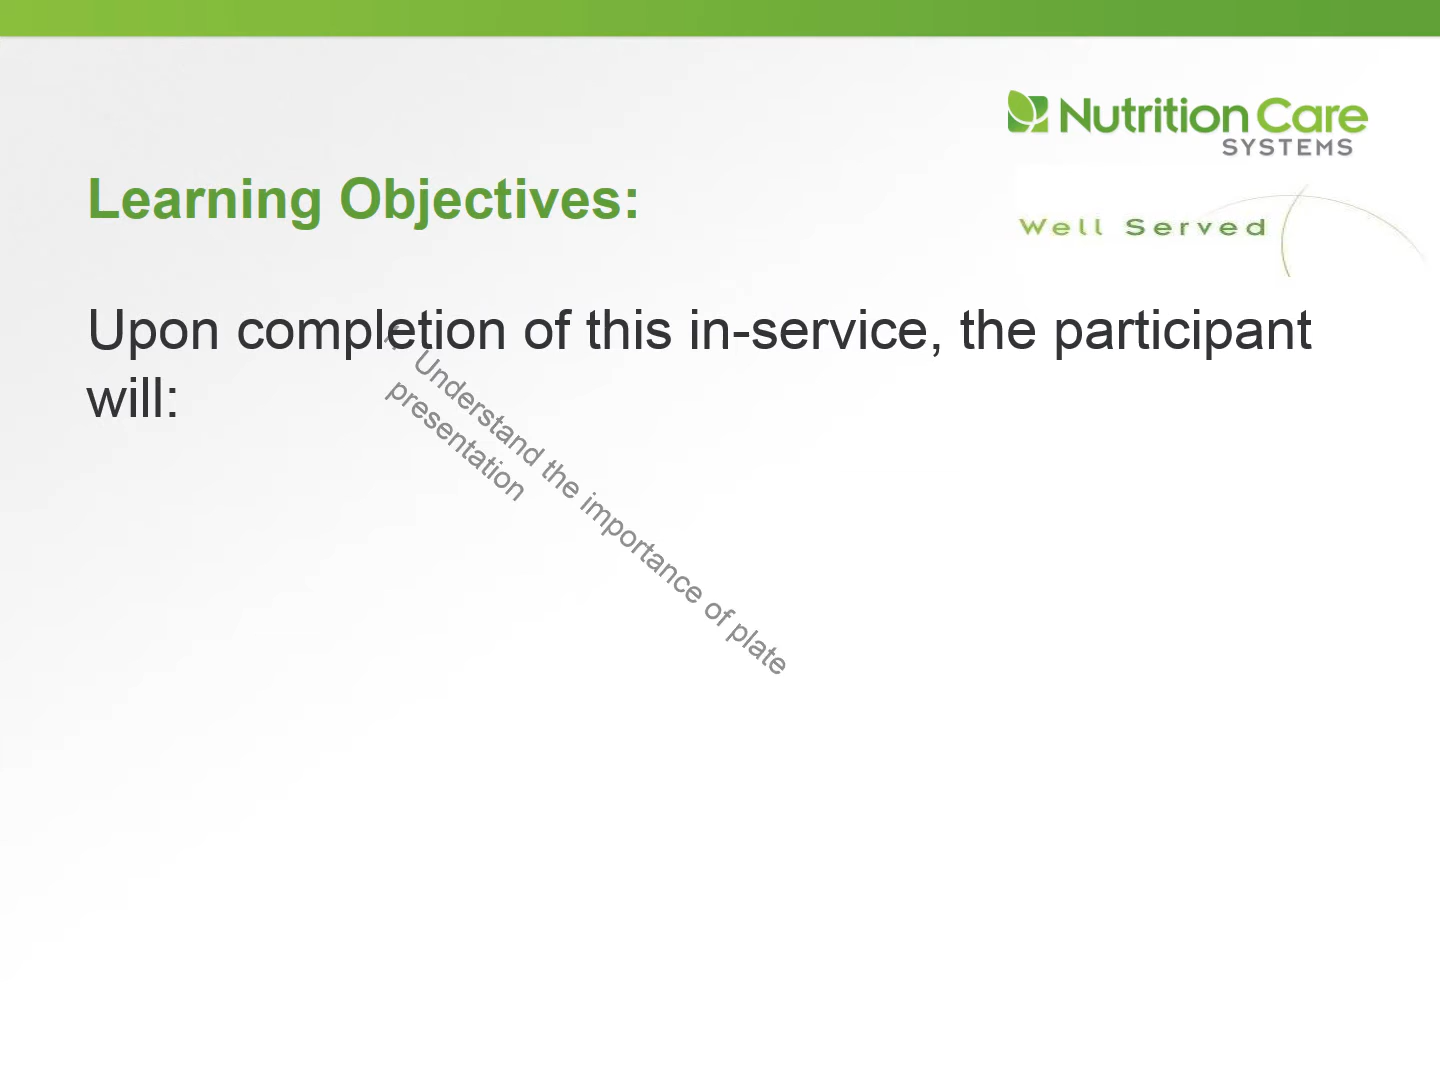 Nutrition Care
SYSTEMS
Learning Objectives:
Well Served
Upon completion of this in-service, the participant
will:
Understand the importance of plate
presentation